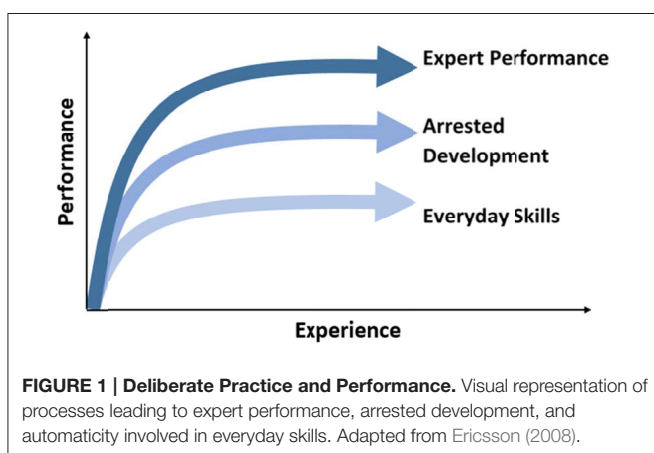 Expert Performance
Arrested
Development
Everyday Skills
Performance
Experience
FIGURE 1 | Deliberate Practice and Performance. Visual representation of
processes leading to expert performance, arrested development, and
automaticity involved in everyday skills. Adapted from Ericsson (2008).